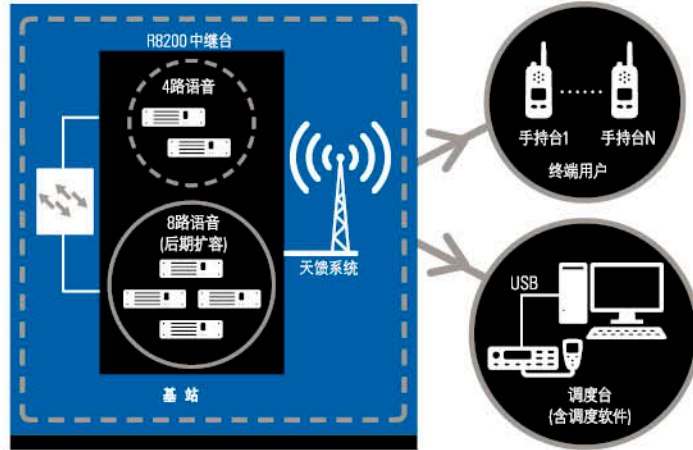 R8200 中继台
4路语音
8路语音
(后期扩容)
天馈系统
基 站
手持台1
手持台N
终端用户
USB
调度台
(含调度软件)